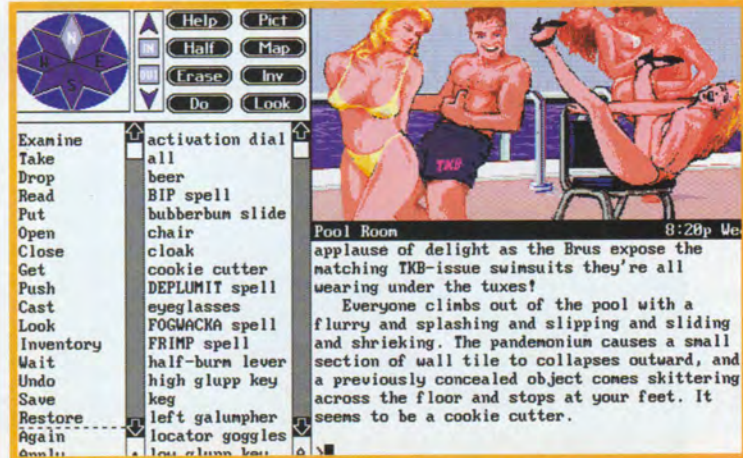 N
W
E
S
IN
OUT
Help
Pict
Half
Map
Erase
Inv
Do
Look
Examine
Take
Drop
Read
Put
Open
Close
Get
Push
Cast
Look
Inventory
Wait
Undo
Save
Restore
Again
Apply
activation dial
all
beer
BIP spell
bubberbum slide
chair
cloak
cookie cutter
DEPLUMIT spell
eyeglasses
FOGWACKA spell
FRIMP spell
half-burm lever
high glupp key
keg
left galumpher
locator goggles
low glupp key
TKB
Pool Room 8:20p We
applause of delight as the Brus expose the
matching TKB-issue swimsuits they're all
wearing under the tuxes!
Everyone climbs out of the pool with a
flurry and splashing and slipping and sliding
and shrieking. The pandemonium causes a small
section of wall tile to collapses outward, and
a previously concealed object comes skittering
across the floor and stops at your feet. It
seems to be a cookie cutter.
>